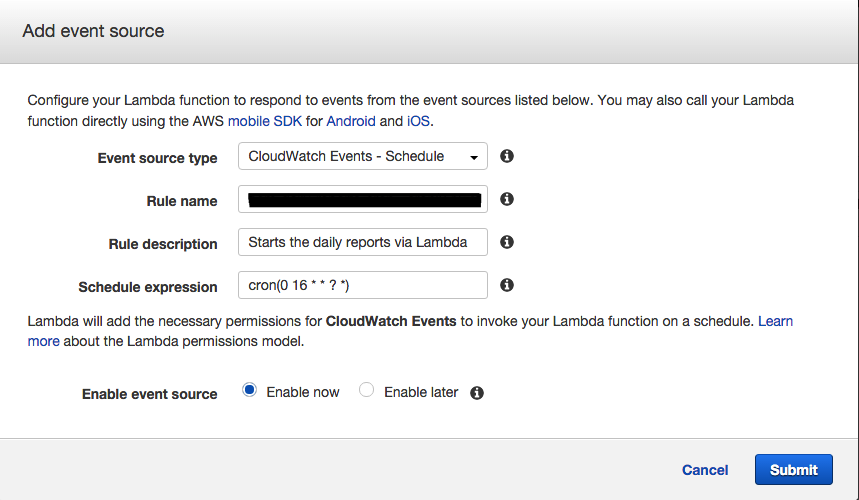 Add event source
Configure your Lambda function to respond to events from the event sources listed below. You may also call your Lambda
function directly using the AWS mobile SDK for Android and iOS.
Event source type CloudWatch Events - Schedule
Rule name
Rule description Starts the daily reports via Lambda
Schedule expression cron(0 16 * * ? *)
Lambda will add the necessary permissions for CloudWatch Events to invoke your Lambda function on a schedule. Learn
more about the Lambda permissions model.
Enable event source Enable now Enable later
Cancel Submit